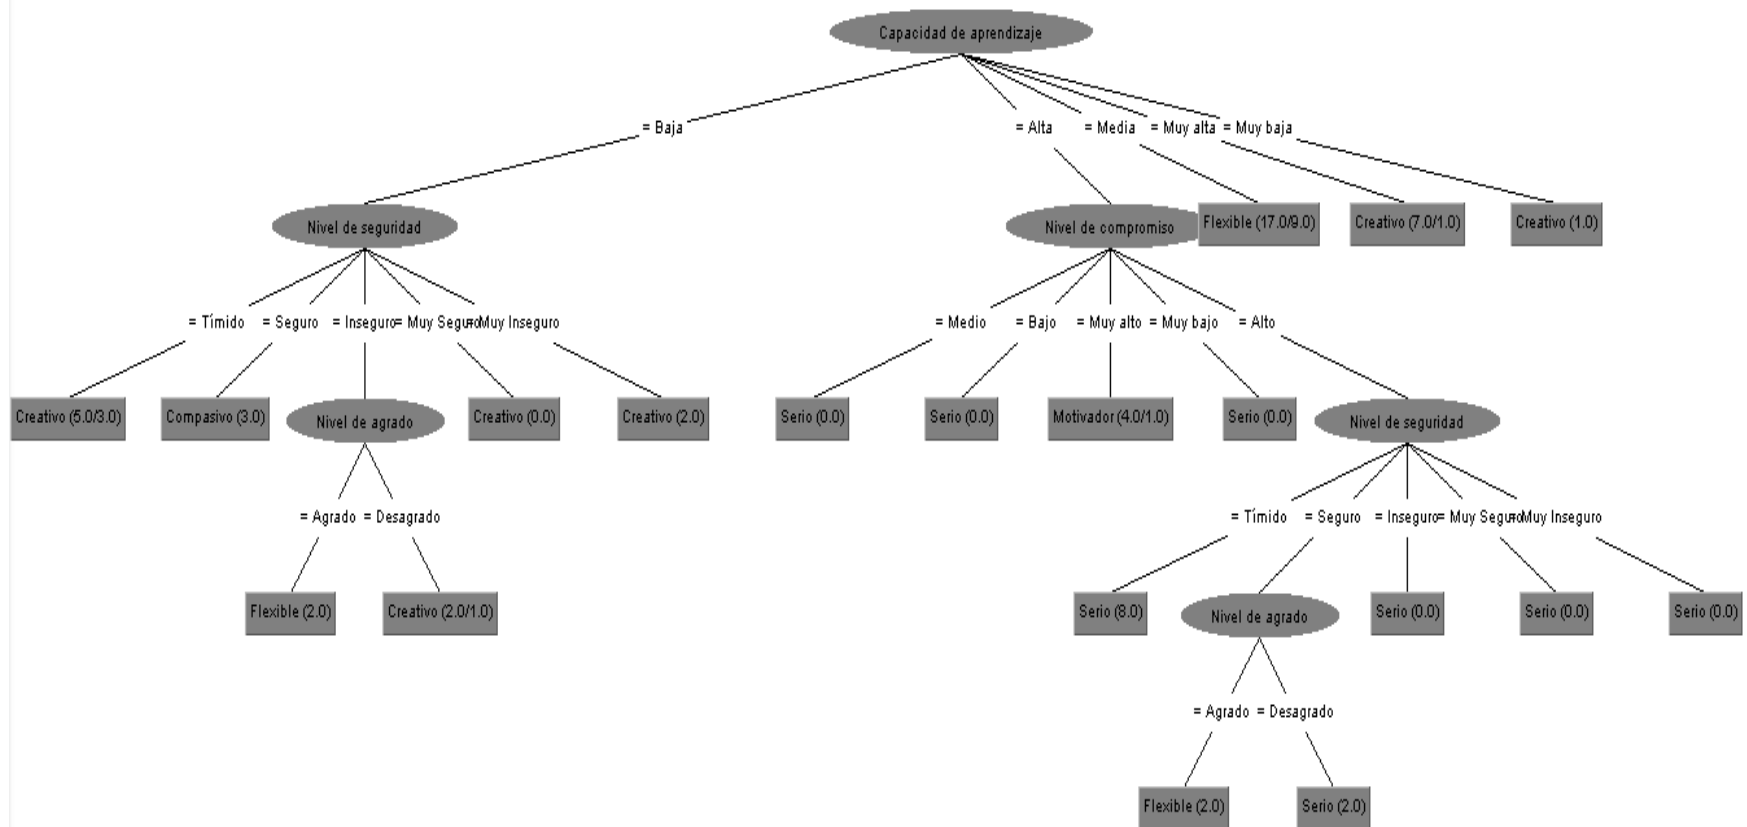 Capacidad de aprendizaje
= Baja
= Alta
= Media
= Muy alta
= Muy baja
Nivel de seguridad
Nivel de compromiso
Flexible (17.0/9.0)
Creativo (7.0/1.0)
Creativo (1.0)
= Tímido
= Seguro
= Inseguro
= Muy Seguro
= Muy Inseguro
= Medio
= Bajo
= Muy alto
= Muy bajo
= Alto
Creativo (5.0/3.0)
Compasivo (3.0)
Nivel de agrado
Creativo (0.0)
Creativo (2.0)
Serio (0.0)
Serio (0.0)
Motivador (4.0/1.0)
Serio (0.0)
Nivel de seguridad
= Agrado
= Desagrado
= Tímido
= Seguro
= Inseguro
= Muy Seguro
= Muy Inseguro
Flexible (2.0)
Creativo (2.0/1.0)
Serio (8.0)
Nivel de agrado
Serio (0.0)
Serio (0.0)
Serio (0.0)
= Agrado
= Desagrado
Flexible (2.0)
Serio (2.0)